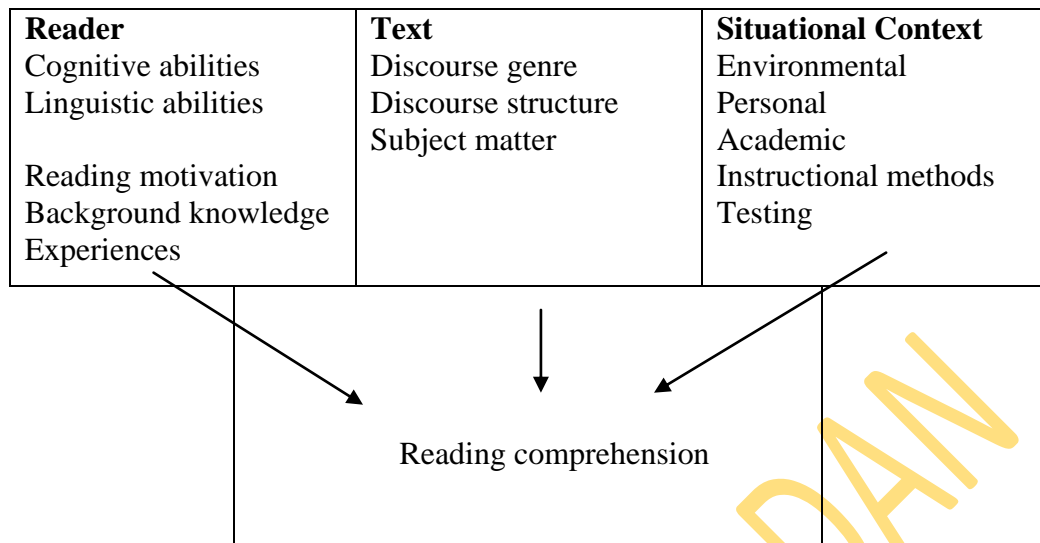 Reader
Cognitive abilities
Linguistic abilities
Reading motivation
Background knowledge
Experiences
Text
Discourse genre
Discourse structure
Subject matter
Situational Context
Environmental
Personal
Academic
Instructional methods
Testing
Reading comprehension
DAN